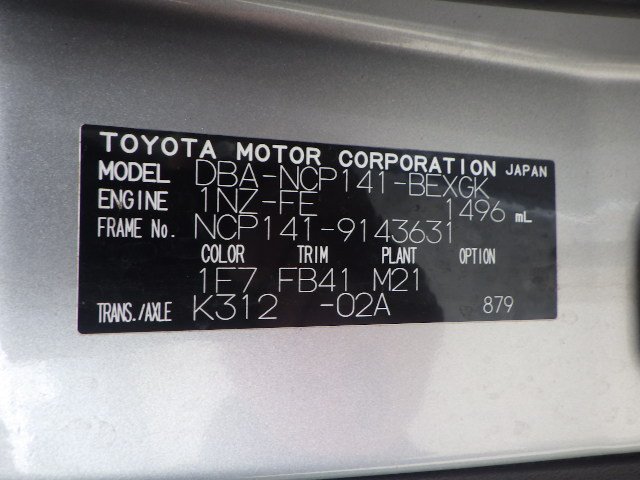 TOYOTA MOTOR CORPORATION JAPAN
MODEL DBA-NCP141-BEXGK
ENGINE 1NZ-FE 1496 mL
FRAME No. NCP141-9143631
COLOR TRIM PLANT OPTION
1E7 FB41 M21
TRANS./AXLE K312 -02A 879